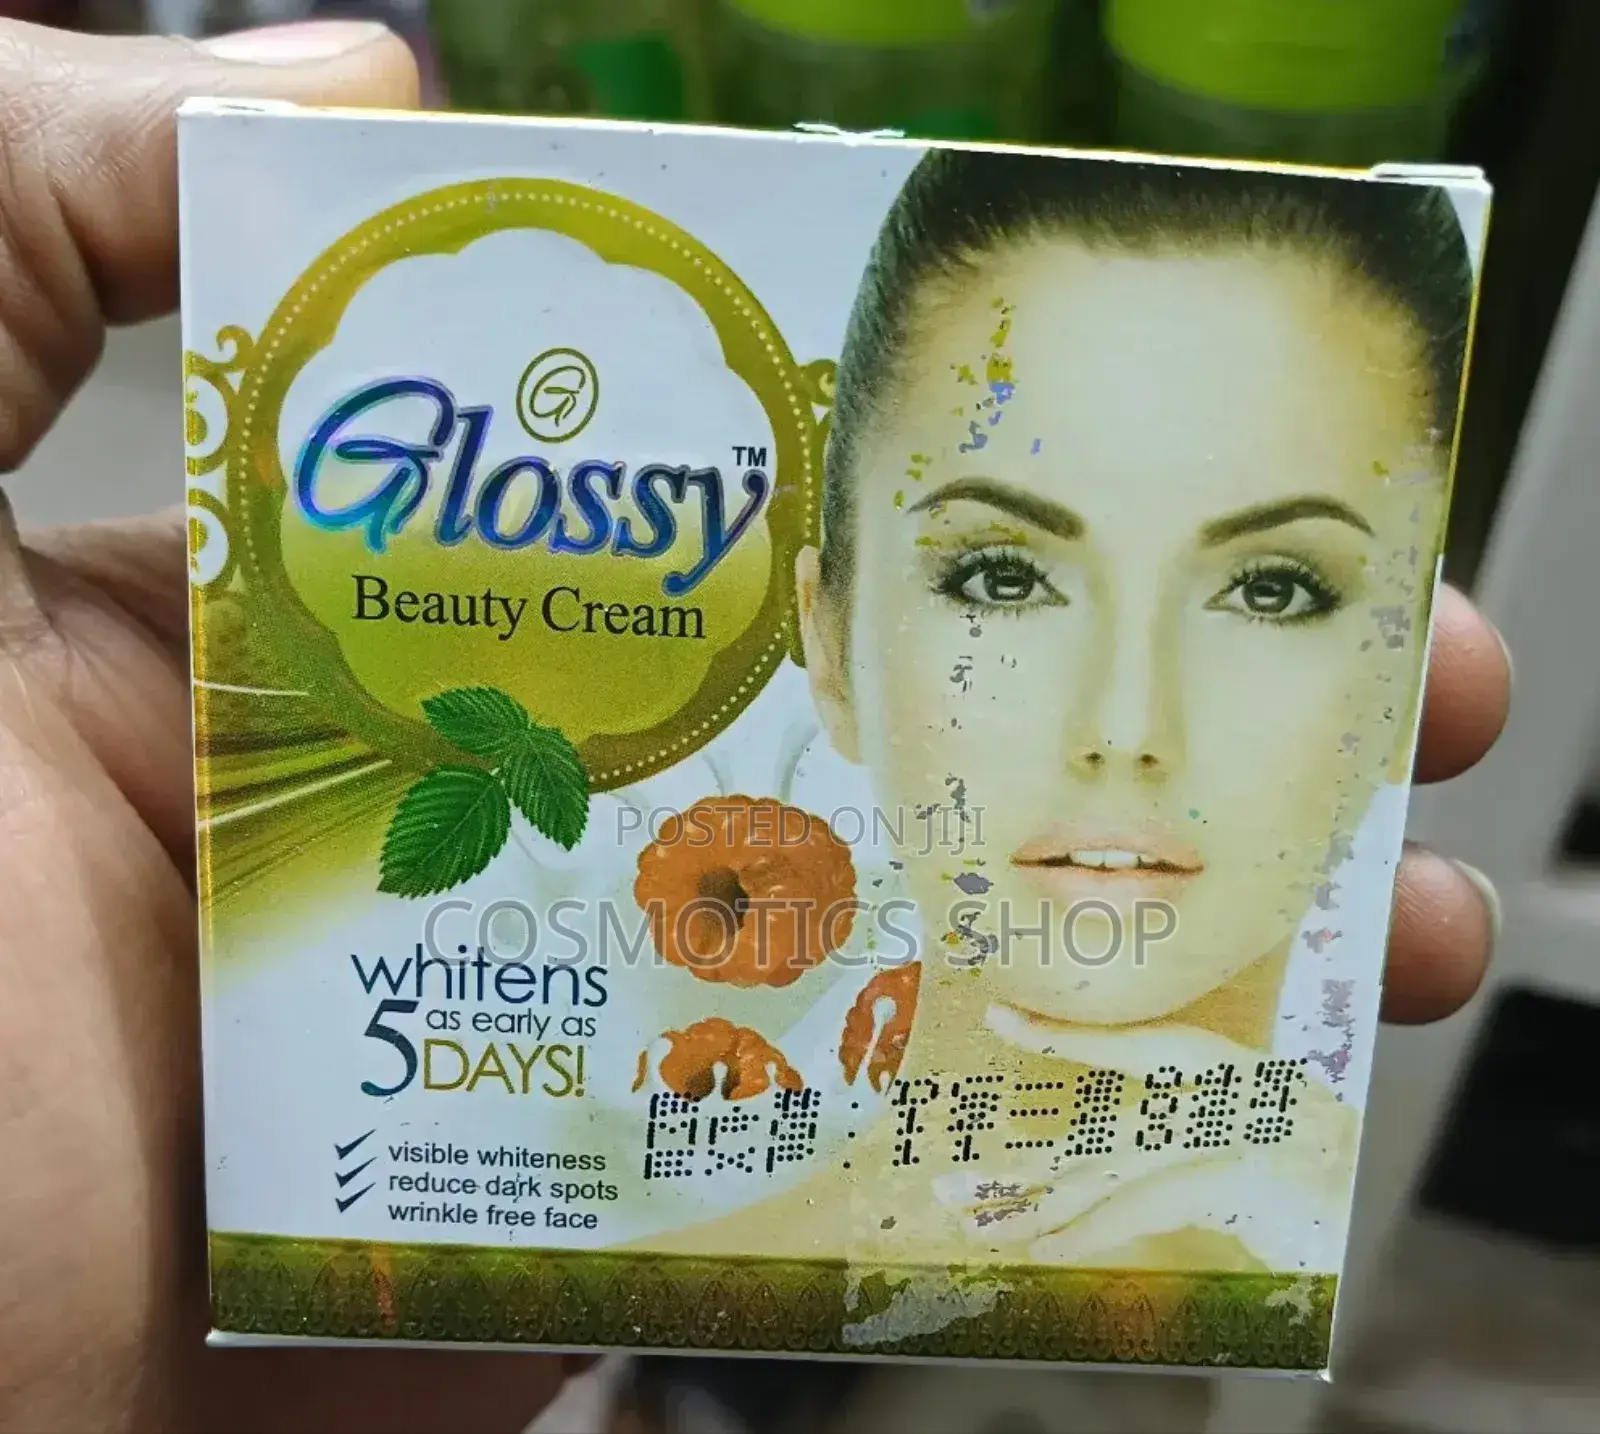 G
Glossy™
Beauty Cream
POSTED ON JIJI
COSMOTICS SHOP
whitens
as early as
5 DAYS!
visible whiteness
reduce dark spots
wrinkle free face